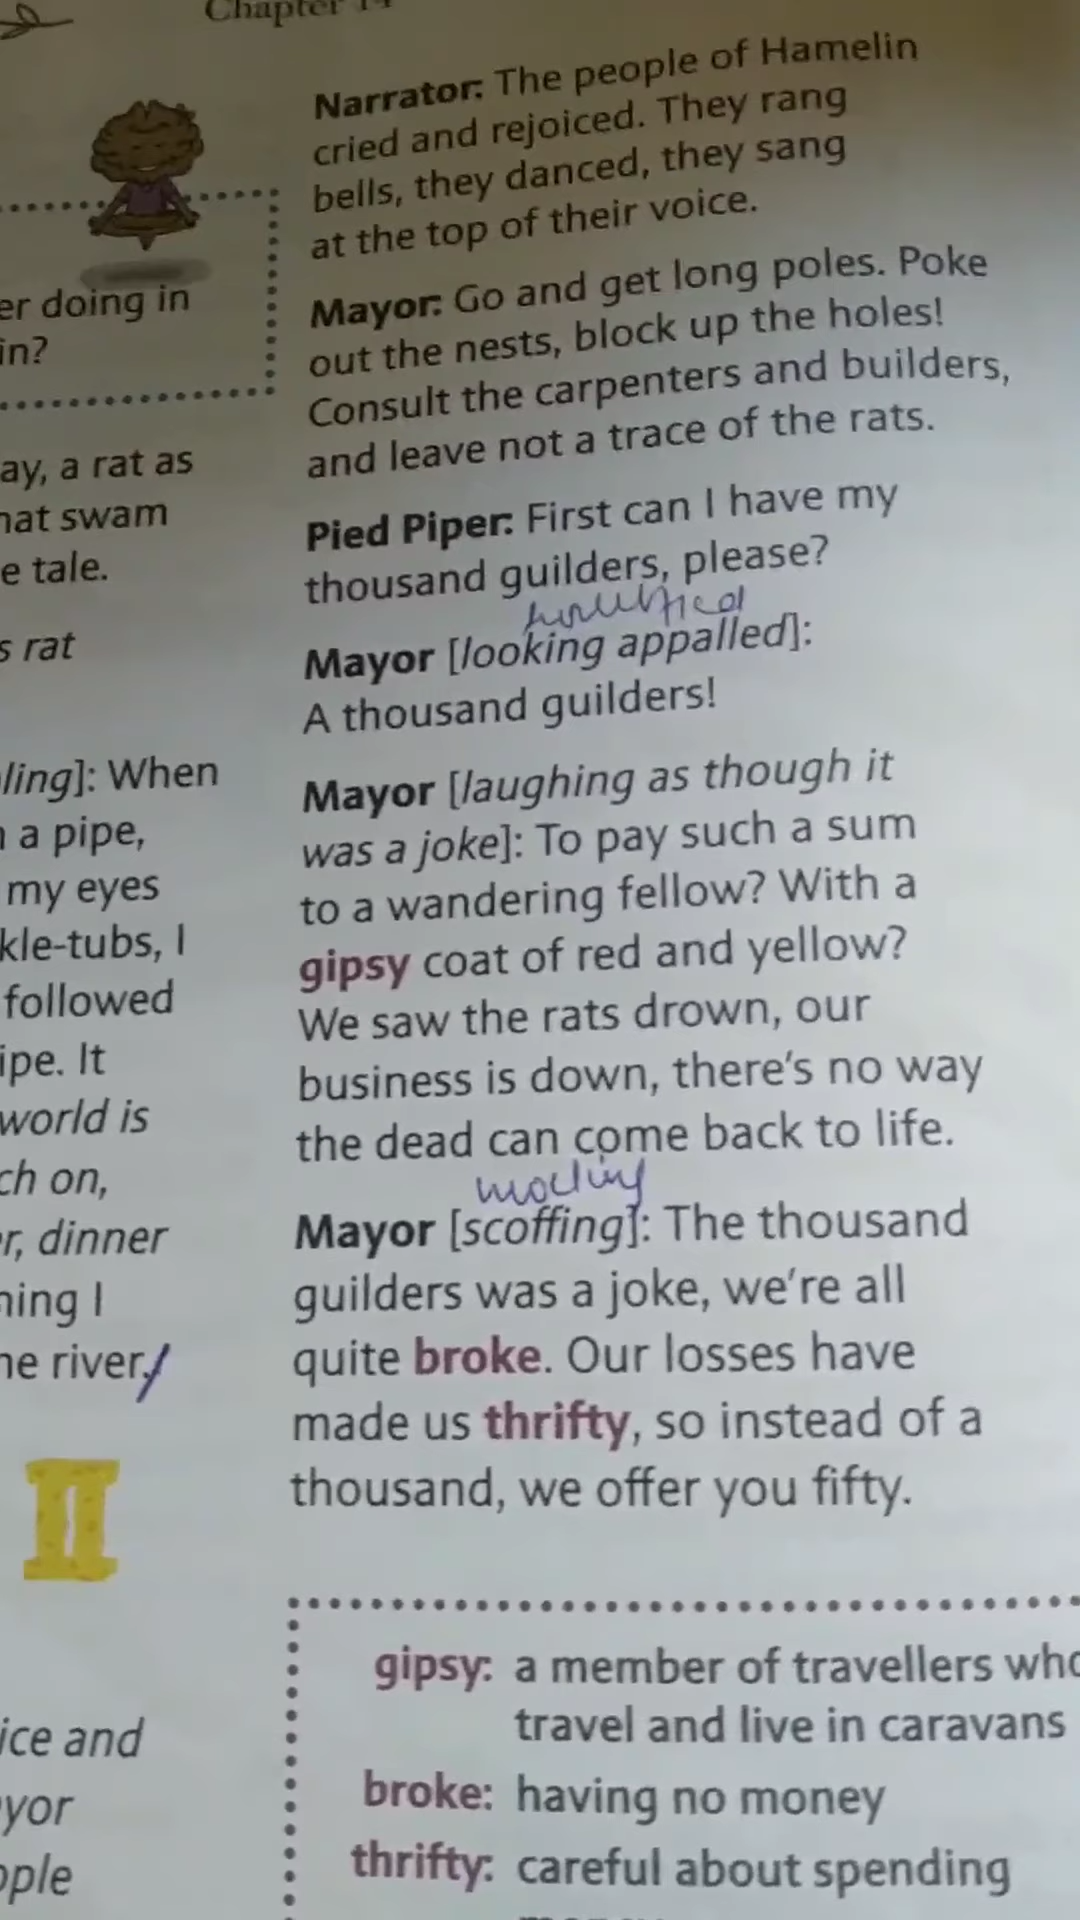 Chapter 14
er doing in
in?
ay, a rat as
hat swam
e tale.
s rat
ling]: When
a pipe,
my eyes
kle-tubs, I
followed
ipe. It
world is
ch on,
r, dinner
ning I
he river.
II
ice and
yor
ople
Narrator: The people of Hamelin
cried and rejoiced. They rang
bells, they danced, they sang
at the top of their voice.
Mayor: Go and get long poles. Poke
out the nests, block up the holes!
Consult the carpenters and builders,
and leave not a trace of the rats.
Pied Piper: First can I have my
thousand guilders, please?
horrified
Mayor [looking appalled]:
A thousand guilders!
Mayor [laughing as though it
was a joke]: To pay such a sum
to a wandering fellow? With a
gipsy coat of red and yellow?
We saw the rats drown, our
business is down, there's no way
the dead can come back to life.
mocking
Mayor [scoffing]: The thousand
guilders was a joke, we're all
quite broke. Our losses have
made us thrifty, so instead of a
thousand, we offer you fifty.
gipsy: a member of travellers who
travel and live in caravans
broke: having no money
thrifty: careful about spending